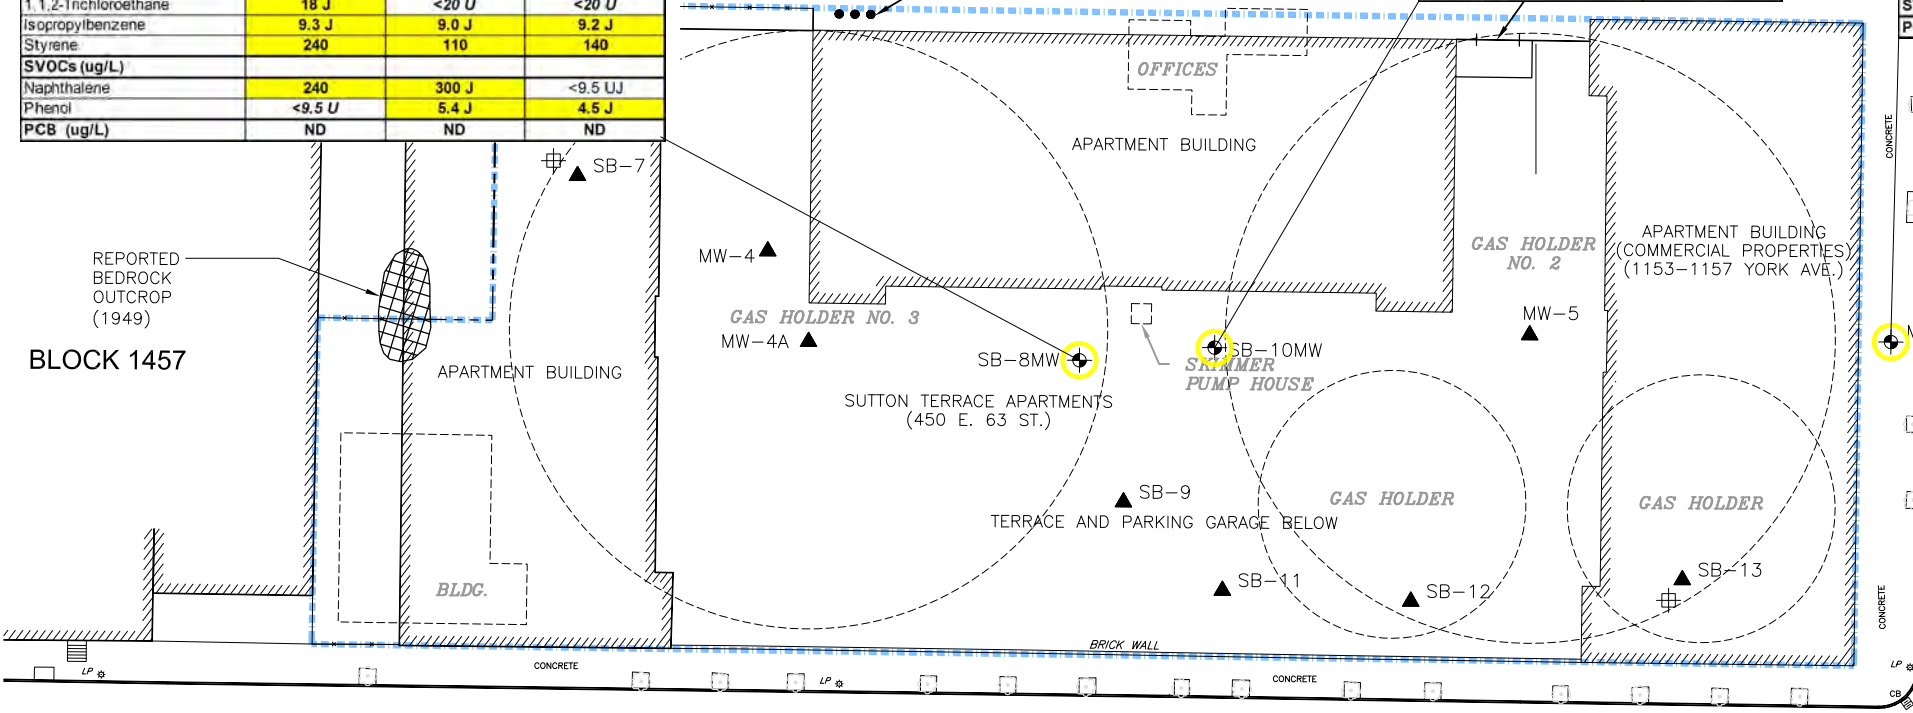 1,1,2-Trichloroethane 18 J <20 U <20 U
Isopropylbenzene 9.3 J 9.0 J 9.2 J
Styrene 240 110 140
SVOCs (ug/L)
Naphthalene 240 300 J <9.5 UJ
Phenol <9.5 U 5.4 J 4.5 J
PCB (ug/L) ND ND ND
OFFICES
APARTMENT BUILDING
CONCRETE
SB-7
MW-4
REPORTED
BEDROCK
OUTCROP
(1949)
BLOCK 1457
GAS HOLDER NO. 3
MW-4A
APARTMENT BUILDING
SB-8MW
SB-10MW
SKIMMER
PUMP HOUSE
SUTTON TERRACE APARTMENTS
(450 E. 63 ST.)
GAS HOLDER
NO. 2
MW-5
APARTMENT BUILDING
(COMMERCIAL PROPERTIES)
(1153-1157 YORK AVE.)
SB-9
TERRACE AND PARKING GARAGE BELOW
GAS HOLDER
GAS HOLDER
BLDG.
SB-11
SB-12
SB-13
CONCRETE
BRICK WALL
LP
CONCRETE
LP
CONCRETE
LP
CB